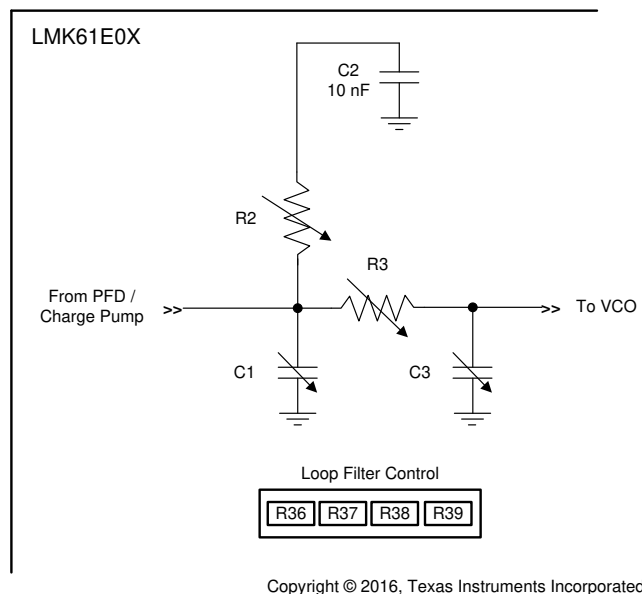 LMK61E0X
C2
10 nF
R2
R3
From PFD /
Charge Pump
>>
>>
To VCO
C1
C3
Loop Filter Control
R36 R37 R38 R39
Copyright © 2016, Texas Instruments Incorporated